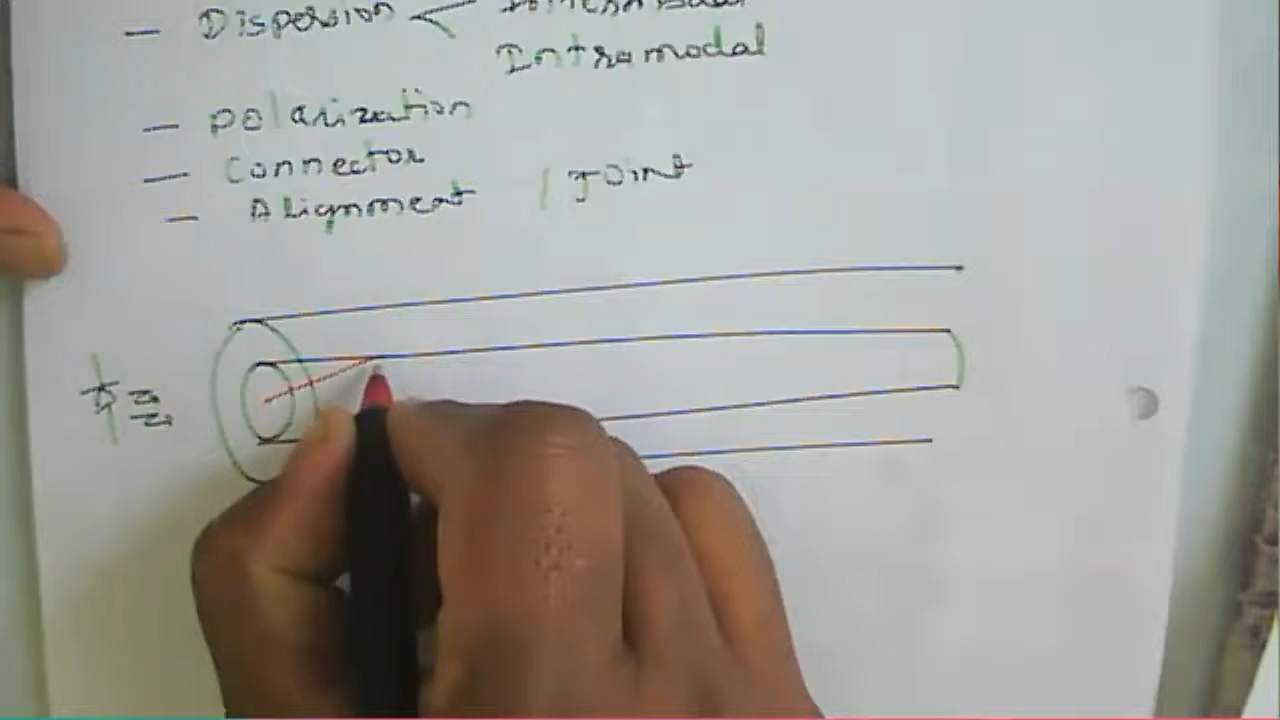 — Dispersion <
Intramodal
— polarization
— Connector
— Alignment / Joint